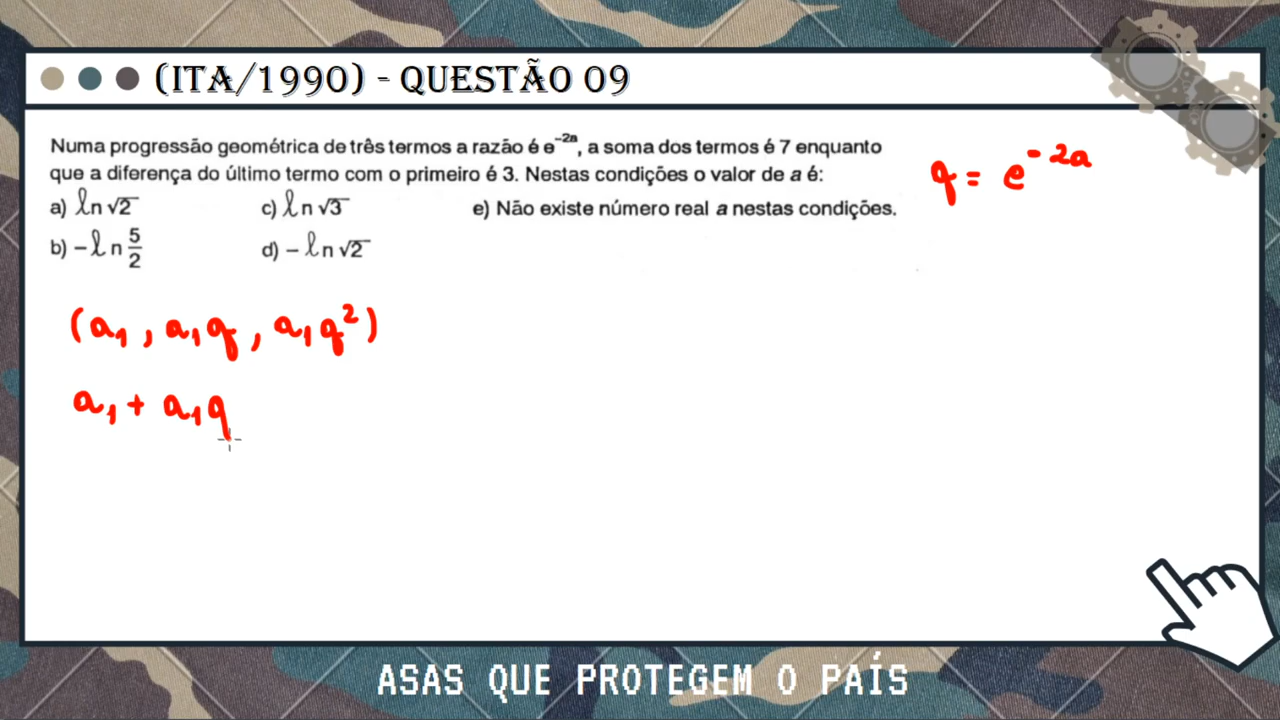 (ITA/1990) - QUESTÃO 09
Numa progressão geométrica de três termos a razão é e⁻²ᵃ, a soma dos termos é 7 enquanto
que a diferença do último termo com o primeiro é 3. Nestas condições o valor de a é:
a) ℓn √2 c) ℓn √3 e) Não existe número real a nestas condições.
b) –ℓn 5/2 d) – ℓn √2
q = e⁻²ᵃ
(a₁, a₁q, a₁q²)
a₁ + a₁q
ASAS QUE PROTEGEM O PAÍS